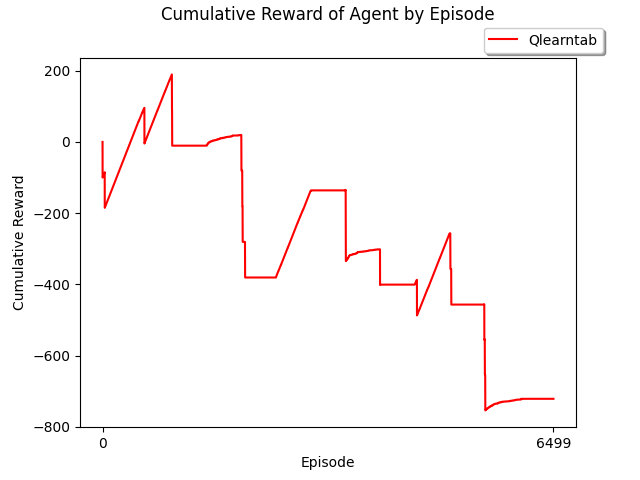 Cumulative Reward of Agent by Episode
Qlearntab
200
0
−200
−400
−600
−800
Cumulative Reward
0
6499
Episode